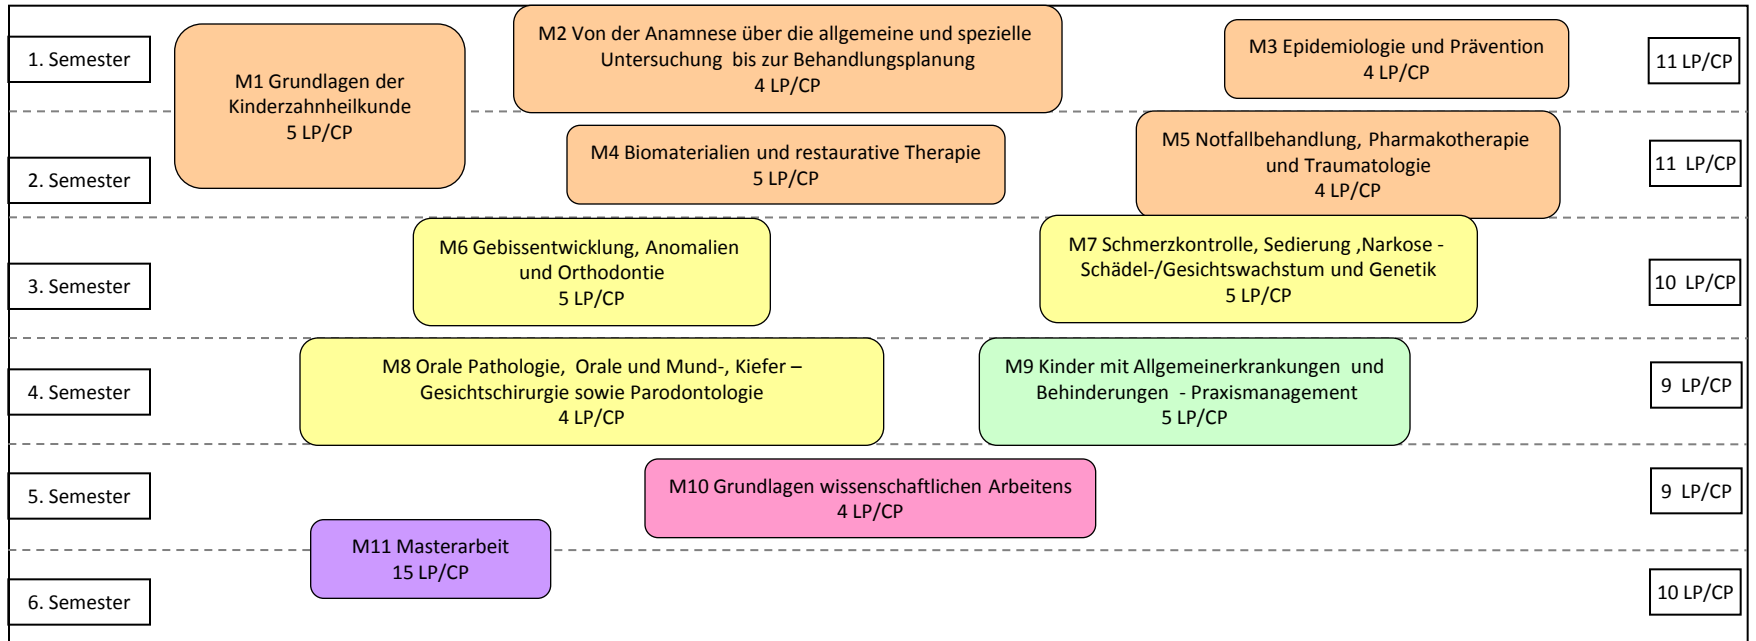 1. Semester
M1 Grundlagen der
Kinderzahnheilkunde
5 LP/CP
M2 Von der Anamnese über die allgemeine und spezielle
Untersuchung bis zur Behandlungsplanung
4 LP/CP
M3 Epidemiologie und Prävention
4 LP/CP
11 LP/CP
2. Semester
M4 Biomaterialien und restaurative Therapie
5 LP/CP
M5 Notfallbehandlung, Pharmakotherapie
und Traumatologie
4 LP/CP
11 LP/CP
3. Semester
M6 Gebissentwicklung, Anomalien
und Orthodontie
5 LP/CP
M7 Schmerzkontrolle, Sedierung ,Narkose -
Schädel-/Gesichtswachstum und Genetik
5 LP/CP
10 LP/CP
4. Semester
M8 Orale Pathologie, Orale und Mund-, Kiefer –
Gesichtschirurgie sowie Parodontologie
4 LP/CP
M9 Kinder mit Allgemeinerkrankungen und
Behinderungen - Praxismanagement
5 LP/CP
9 LP/CP
5. Semester
M10 Grundlagen wissenschaftlichen Arbeitens
4 LP/CP
9 LP/CP
M11 Masterarbeit
15 LP/CP
6. Semester
10 LP/CP